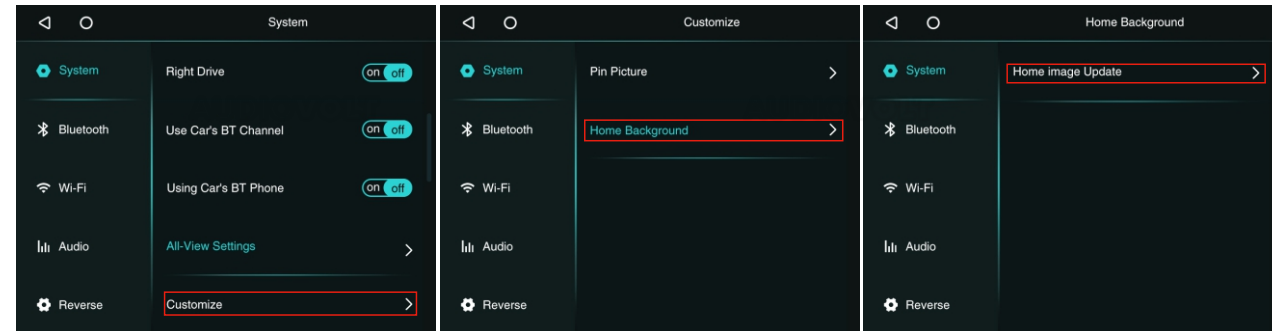 System
System
Right Drive
on off
Bluetooth
Use Car's BT Channel
on off
Wi-Fi
Using Car's BT Phone
on off
Audio
All-View Settings
Reverse
Customize
Customize
System
Pin Picture
Bluetooth
Home Background
Wi-Fi
Audio
Reverse
Home Background
System
Home image Update
Bluetooth
Wi-Fi
Audio
Reverse